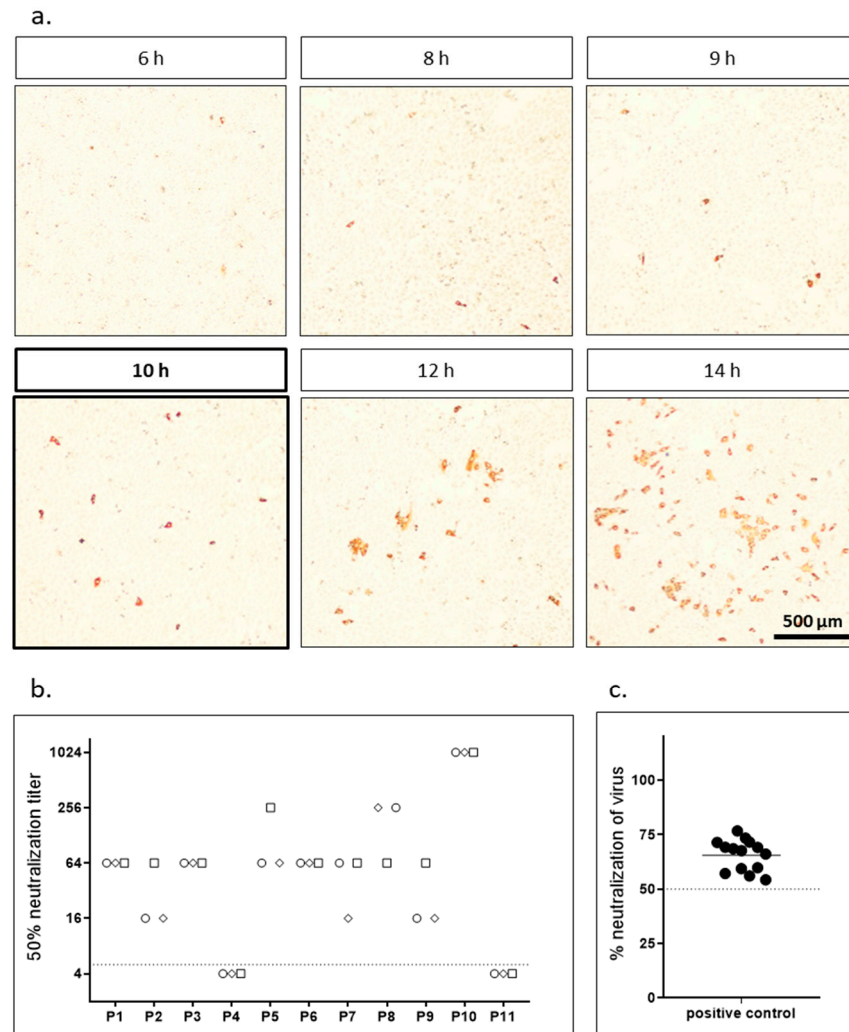 a.
6 h
8 h
9 h
10 h
12 h
14 h
500 µm
b.
50% neutralization titer
1024
256
64
16
4
P1 P2 P3 P4 P5 P6 P7 P8 P9 P10 P11
c.
% neutralization of virus
100
75
50
25
0
positive control